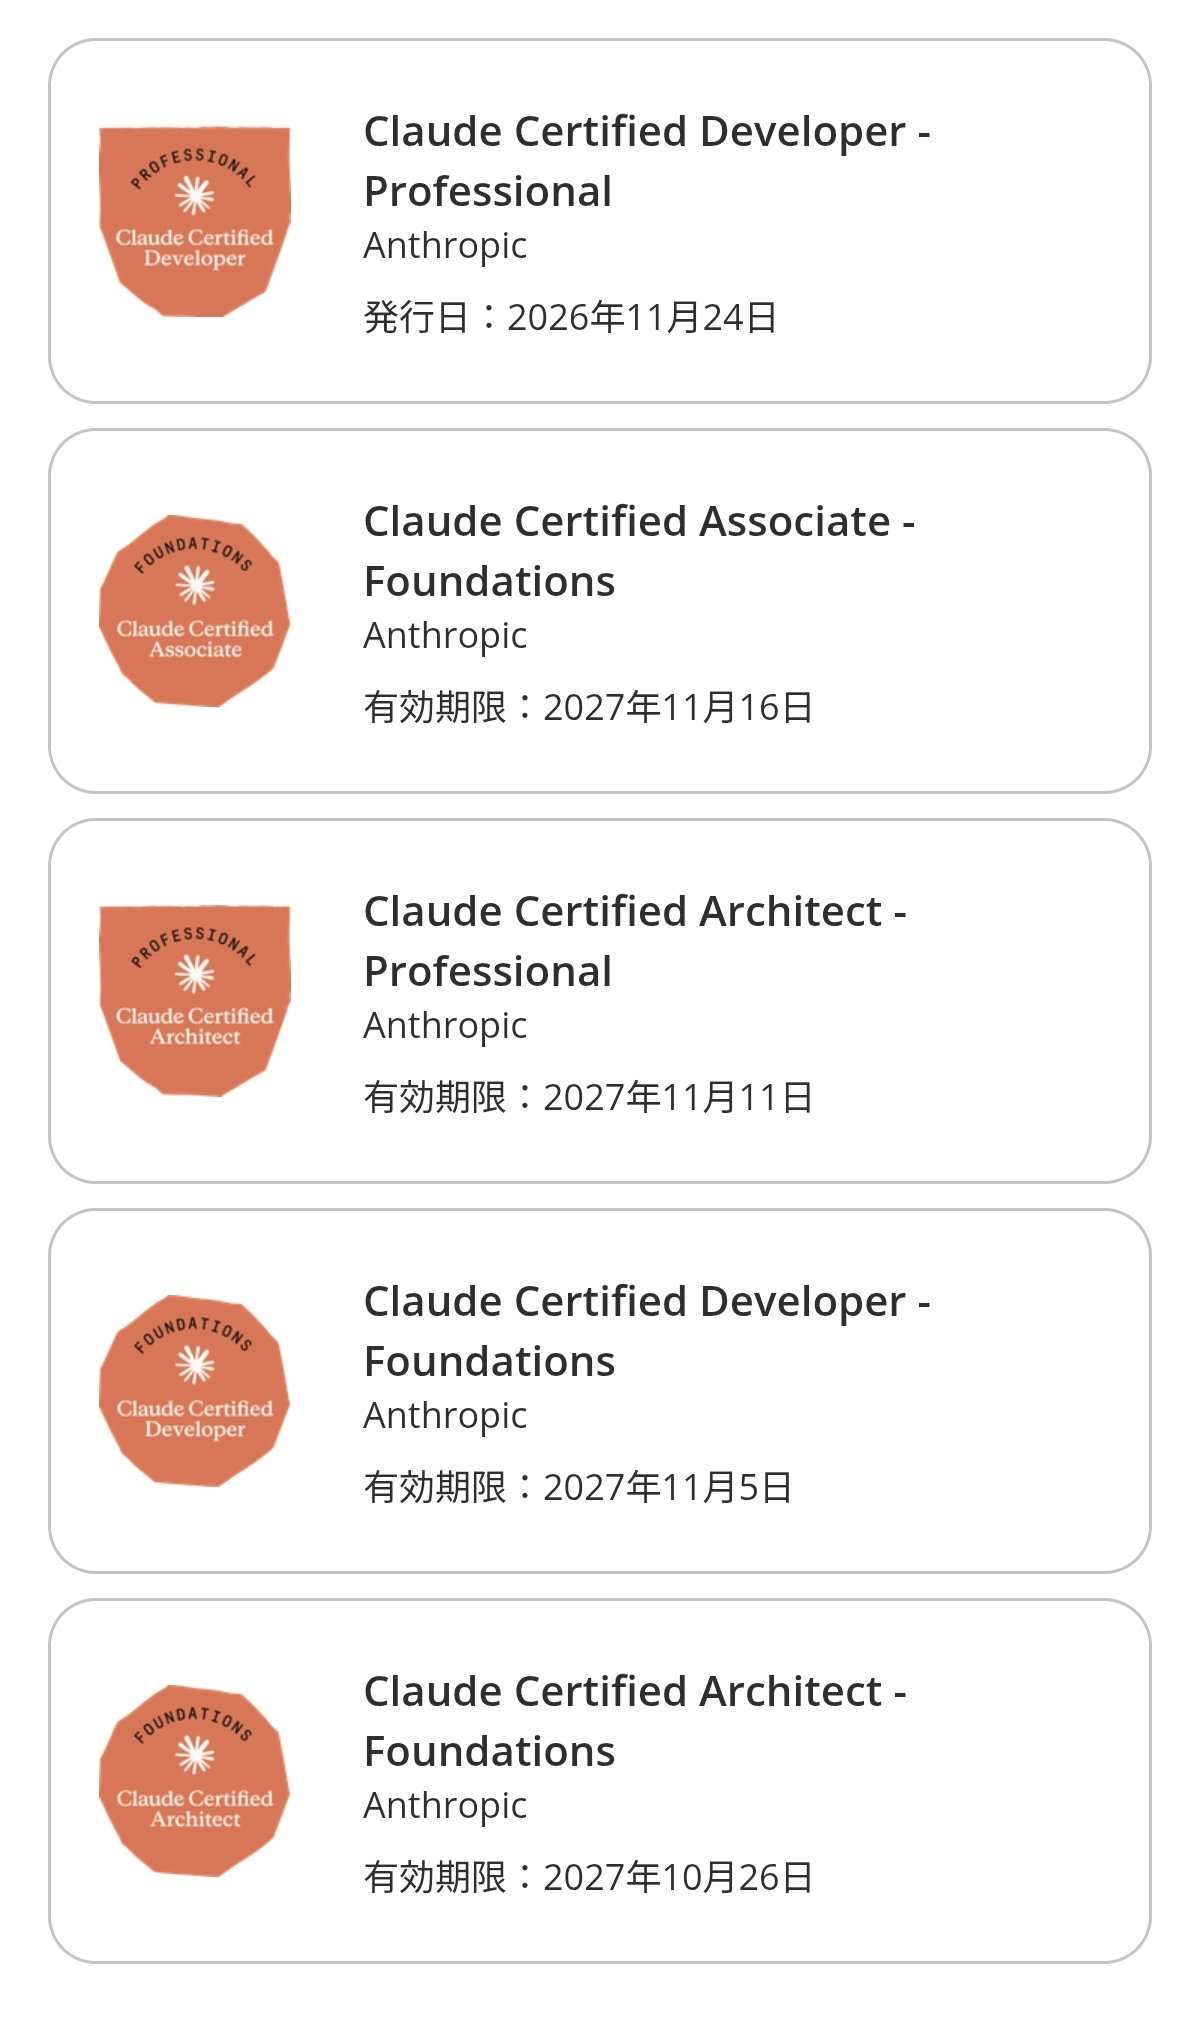 PROFESSIONAL
Claude Certified
Developer
Claude Certified Developer -
Professional
Anthropic
発行日：2026年11月24日
FOUNDATIONS
Claude Certified
Associate
Claude Certified Associate -
Foundations
Anthropic
有効期限：2027年11月16日
PROFESSIONAL
Claude Certified
Architect
Claude Certified Architect -
Professional
Anthropic
有効期限：2027年11月11日
FOUNDATIONS
Claude Certified
Developer
Claude Certified Developer -
Foundations
Anthropic
有効期限：2027年11月5日
FOUNDATIONS
Claude Certified
Architect
Claude Certified Architect -
Foundations
Anthropic
有効期限：2027年10月26日